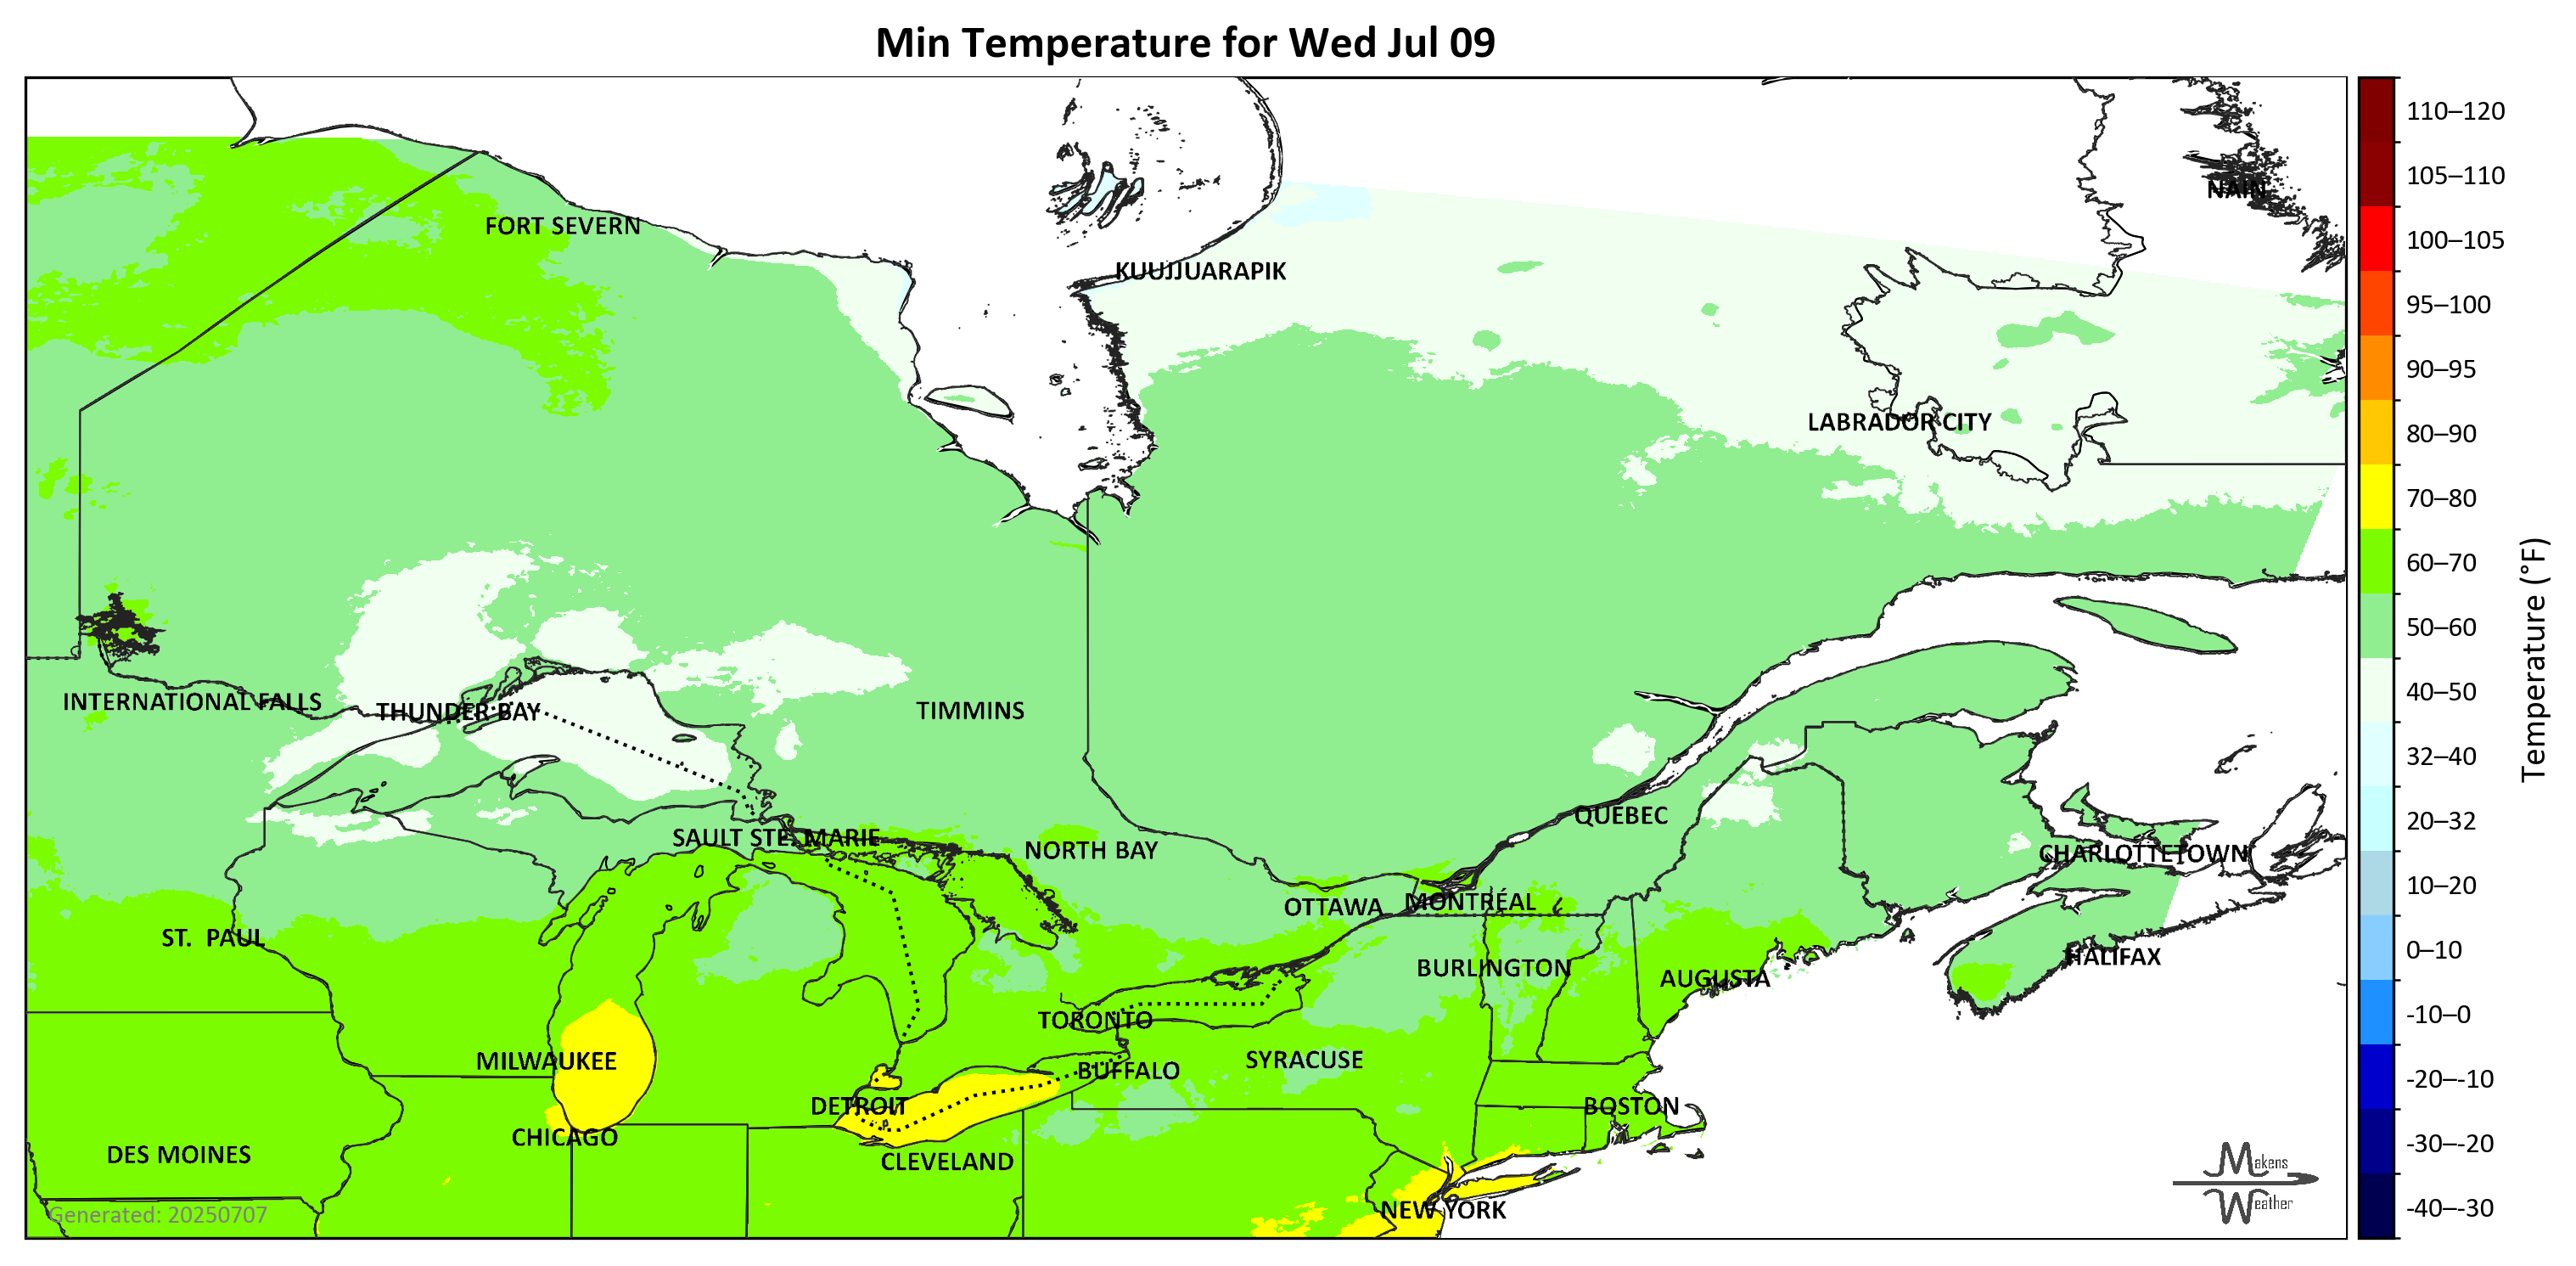 Min Temperature for Wed Jul 09
110–120
105–110
100–105
95–100
90–95
80–90
70–80
60–70
50–60
40–50
32–40
20–32
10–20
0–10
-10–0
-20–-10
-30–-20
-40–-30
Temperature (°F)
NAIN
FORT SEVERN
KUUJJUARAPIK
LABRADOR CITY
INTERNATIONAL FALLS
THUNDER BAY
TIMMINS
QUÉBEC
SAULT STE. MARIE
NORTH BAY
CHARLOTTETOWN
OTTAWA
MONTRÉAL
ST. PAUL
HALIFAX
BURLINGTON
AUGUSTA
TORONTO
MILWAUKEE
SYRACUSE
BUFFALO
DETROIT
BOSTON
CHICAGO
DES MOINES
CLEVELAND
NEW YORK
Makens
Weather
Generated: 20250707